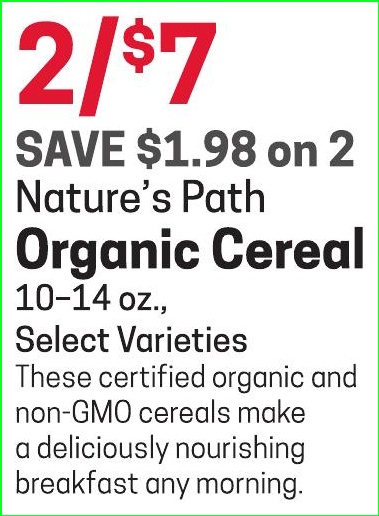 2/$7
SAVE $1.98 on 2
Nature's Path
Organic Cereal
10–14 oz.,
Select Varieties
These certified organic and
non-GMO cereals make
a deliciously nourishing
breakfast any morning.